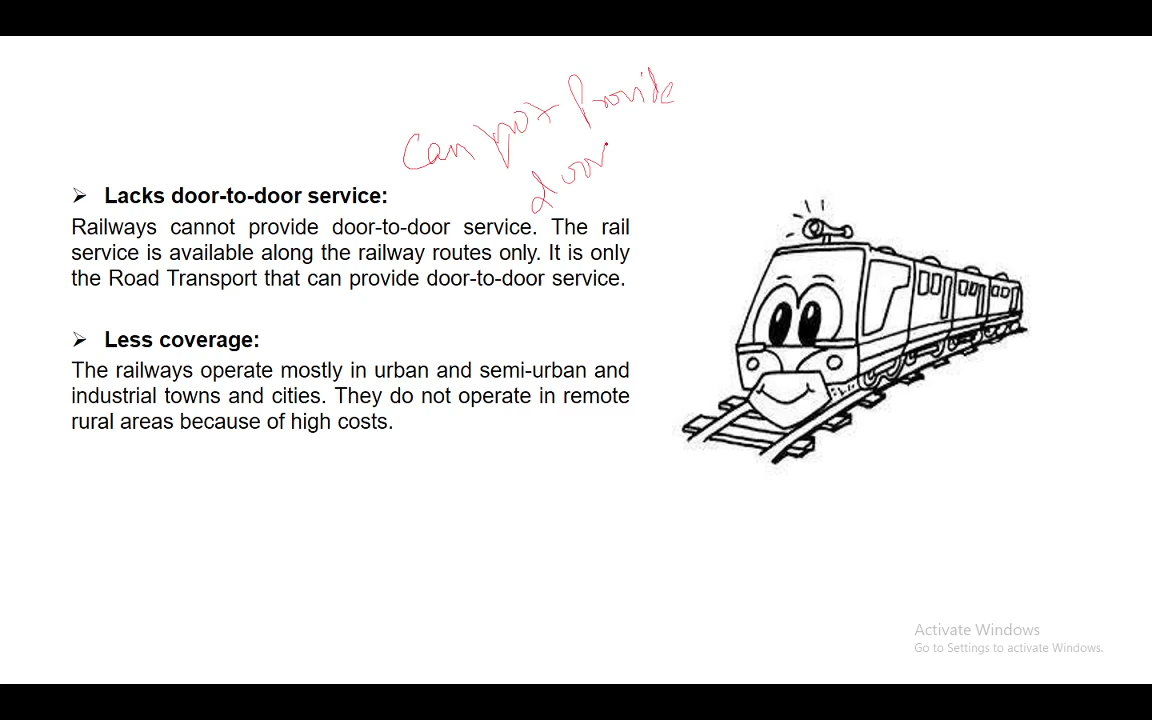 Can not Provide
door
➢ Lacks door-to-door service:
Railways cannot provide door-to-door service. The rail
service is available along the railway routes only. It is only
the Road Transport that can provide door-to-door service.
➢ Less coverage:
The railways operate mostly in urban and semi-urban and
industrial towns and cities. They do not operate in remote
rural areas because of high costs.
Activate Windows
Go to Settings to activate Windows.